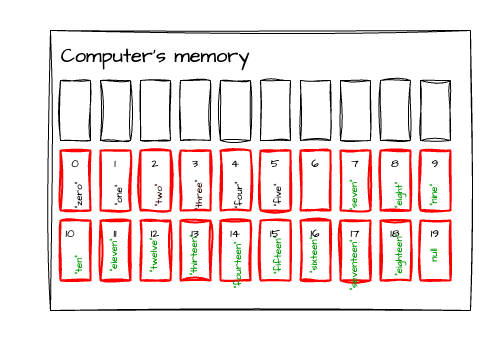 Computer's memory
0 1 2 3 4 5 6 7 8 9
"zero" "one" "two" "three" "four" "five" "seven" "eight" "nine"
10 11 12 13 14 15 16 17 18 19
"ten" "eleven" "twelve" "thirteen" "fourteen" "fifteen" "sixteen" "seventeen" "eighteen" null